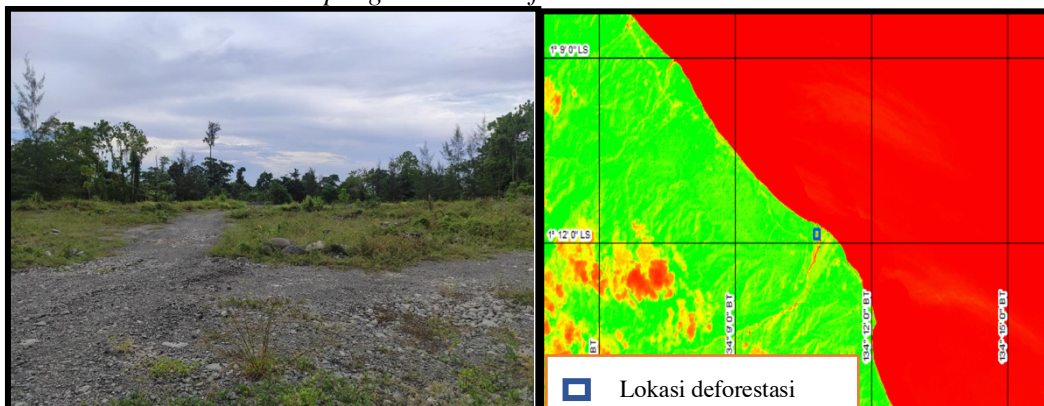 1° 9' 0" LS
1° 12' 0" LS
BT
34° 9' 0" BT
134° 12' 0" BT
134° 15' 0" BT
Lokasi deforestasi